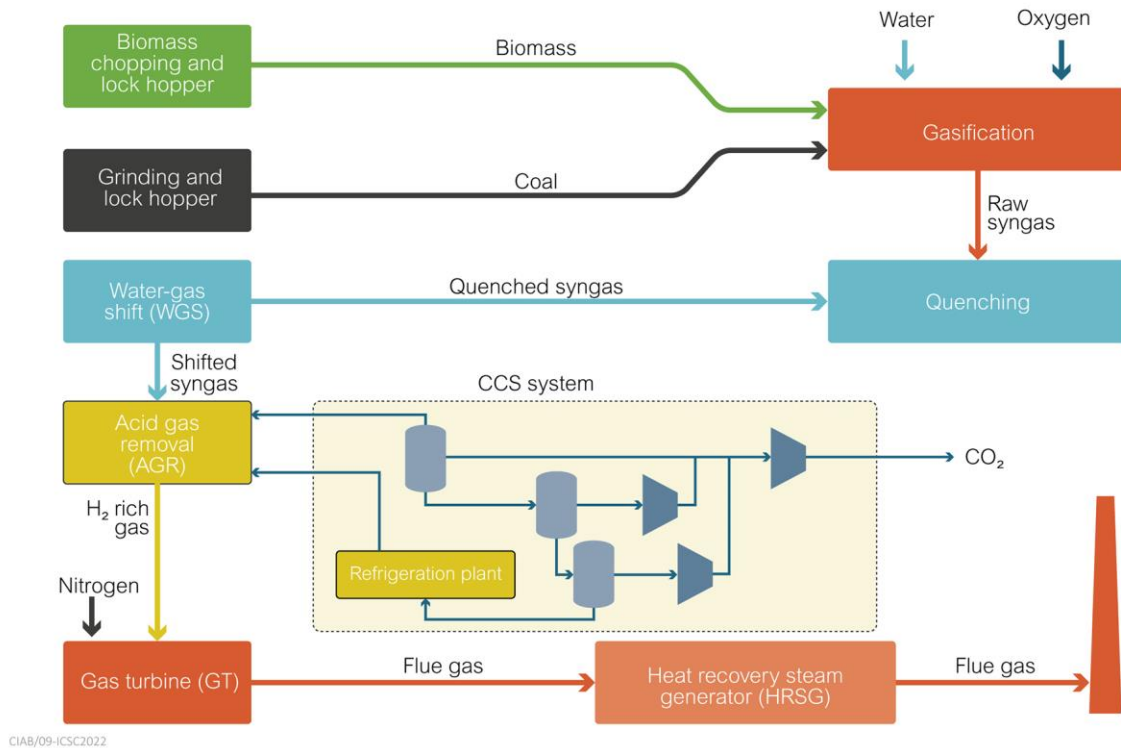 Biomass
chopping and
lock hopper
Biomass
Water
Oxygen
Gasification
Grinding and
lock hopper
Coal
Raw
syngas
Water-gas
shift (WGS)
Quenched syngas
Quenching
Shifted
syngas
CCS system
Acid gas
removal
(AGR)
CO₂
H₂ rich
gas
Refrigeration plant
Nitrogen
Gas turbine (GT)
Flue gas
Heat recovery steam
generator (HRSG)
Flue gas
CIAB/09-ICSC2022